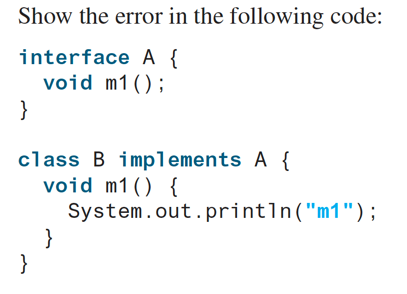 Show the error in the following code:
interface A {
  void m1();
}
class B implements A {
  void m1() {
    System.out.println("m1");
  }
}